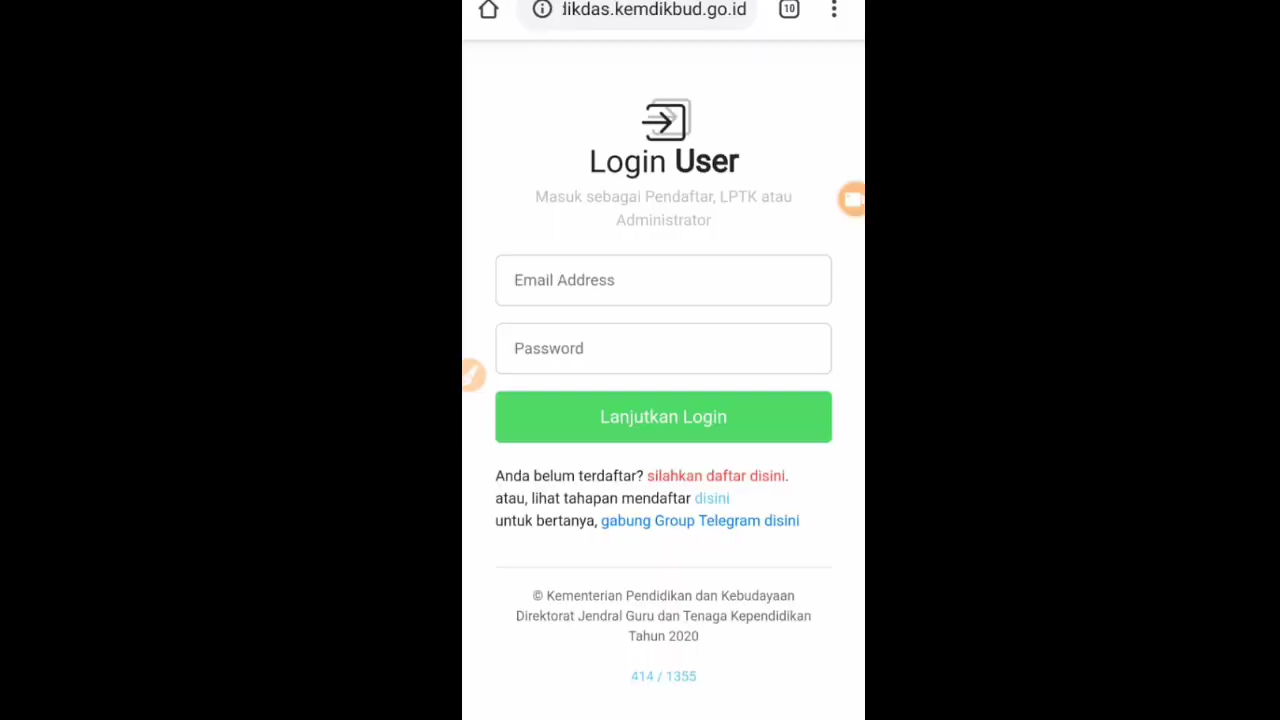 likdas.kemdikbud.go.id
10
Login User
Masuk sebagai Pendaftar, LPTK atau
Administrator
Email Address
Password
Lanjutkan Login
Anda belum terdaftar? silahkan daftar disini.
atau, lihat tahapan mendaftar disini
untuk bertanya, gabung Group Telegram disini
© Kementerian Pendidikan dan Kebudayaan
Direktorat Jendral Guru dan Tenaga Kependidikan
Tahun 2020
414 / 1355